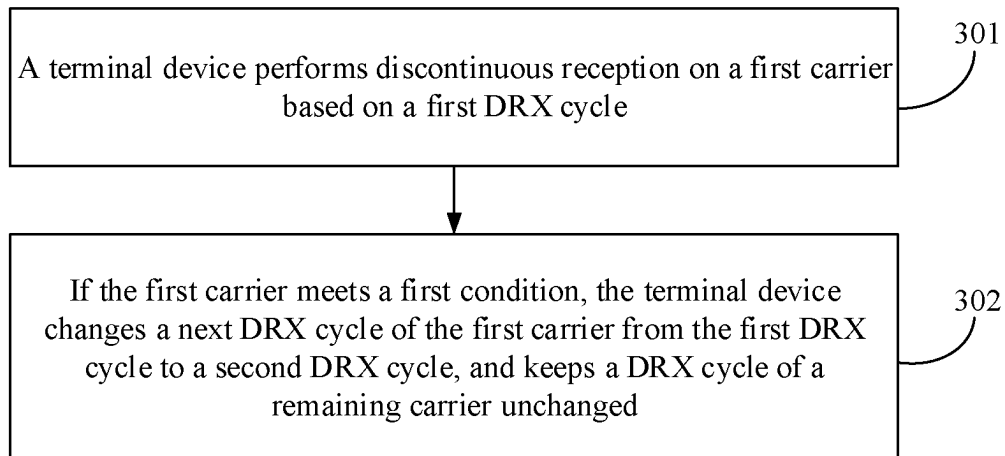 301
A terminal device performs discontinuous reception on a first carrier
based on a first DRX cycle
302
If the first carrier meets a first condition, the terminal device
changes a next DRX cycle of the first carrier from the first DRX
cycle to a second DRX cycle, and keeps a DRX cycle of a
remaining carrier unchanged